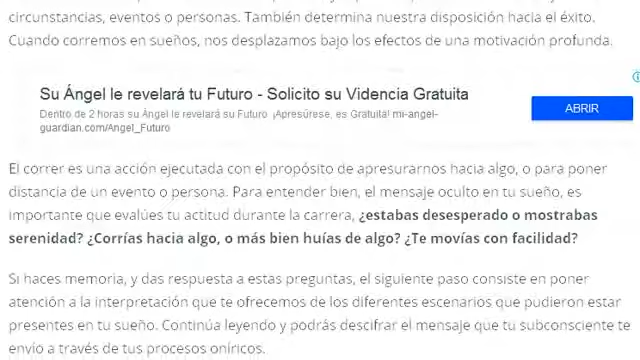 circunstancias, eventos o personas. También determina nuestra disposición hacia el éxito.
Cuando corremos en sueños, nos desplazamos bajo los efectos de una motivación profunda.
Su Ángel le revelará tu Futuro - Solicito su Videncia Gratuita
Dentro de 2 horas su Ángel le revelará su Futuro ¡Apresúrese, es Gratuita! mi-angel-
guardian.com/Angel_Futuro
ABRIR
El correr es una acción ejecutada con el propósito de apresurarnos hacia algo, o para poner
distancia de un evento o persona. Para entender bien, el mensaje oculto en tu sueño, es
importante que evalúes tu actitud durante la carrera, ¿estabas desesperado o mostrabas
serenidad? ¿Corrías hacia algo, o más bien huías de algo? ¿Te movías con facilidad?
Si haces memoria, y das respuesta a estas preguntas, el siguiente paso consiste en poner
atención a la interpretación que te ofrecemos de los diferentes escenarios que pudieron estar
presentes en tu sueño. Continúa leyendo y podrás descifrar el mensaje que tu subconsciente te
envío a través de tus procesos oníricos.